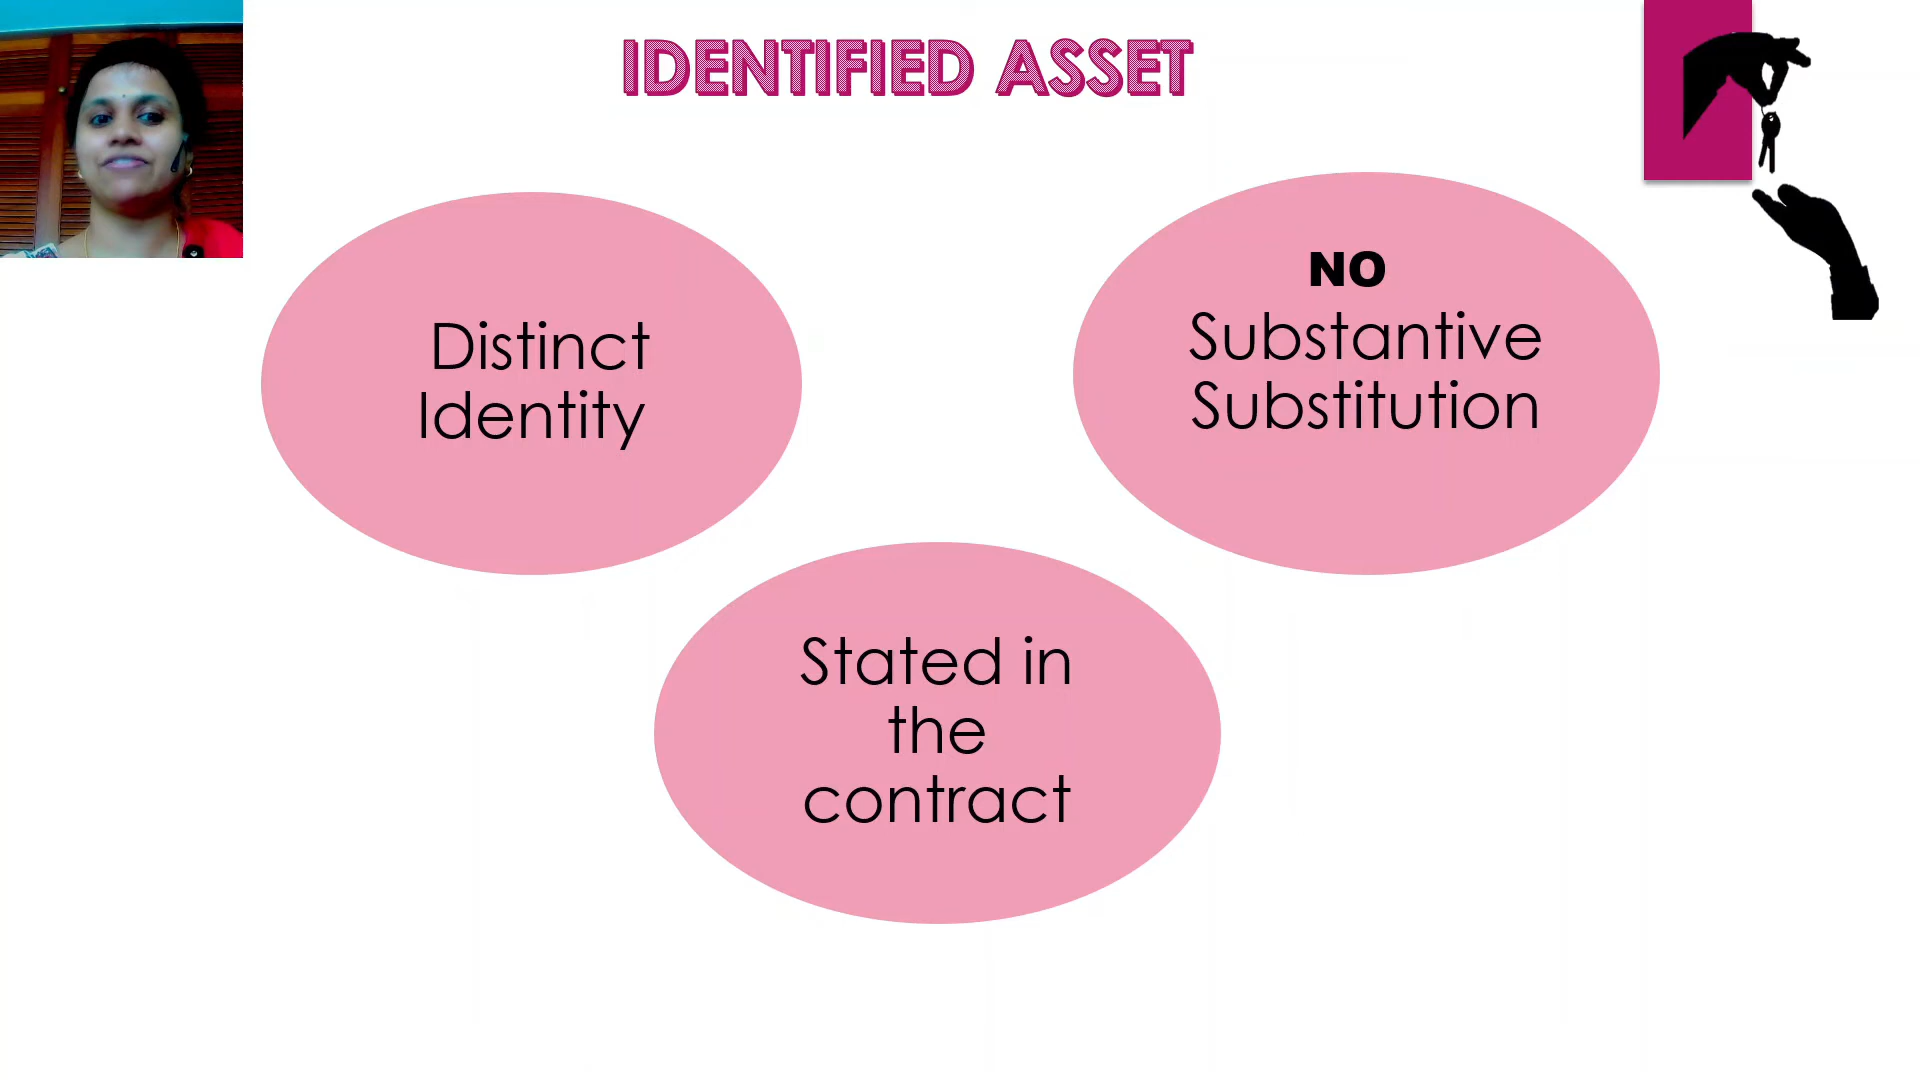 IDENTIFIED ASSET
Distinct
Identity
NO
Substantive
Substitution
Stated in
the
contract